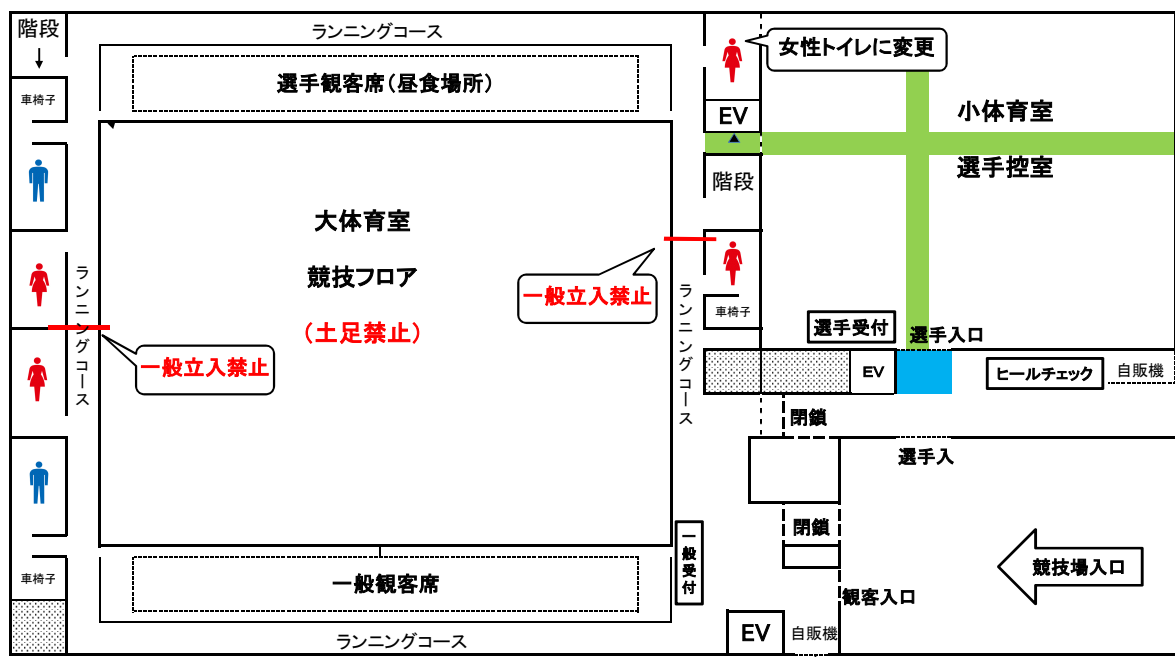 階段
ランニングコース
女性トイレに変更
選手観客席(昼食場所)
車椅子
EV
小体育室
選手控室
階段
大体育室
競技フロア
(土足禁止)
一般立入禁止
ランニングコース
ランニングコース
車椅子
一般立入禁止
選手受付
選手入口
EV
ヒールチェック
自販機
閉鎖
選手入
閉鎖
一般受付
競技場入口
車椅子
一般観客席
観客入口
EV
自販機
ランニングコース